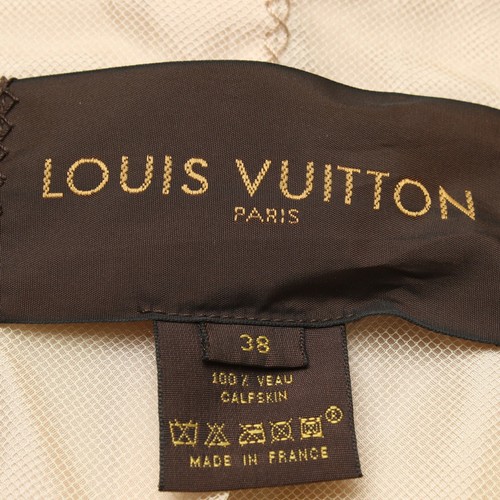 LOUIS VUITTON
PARIS
38
100% VEAU
CALFSKIN
MADE IN FRANCE